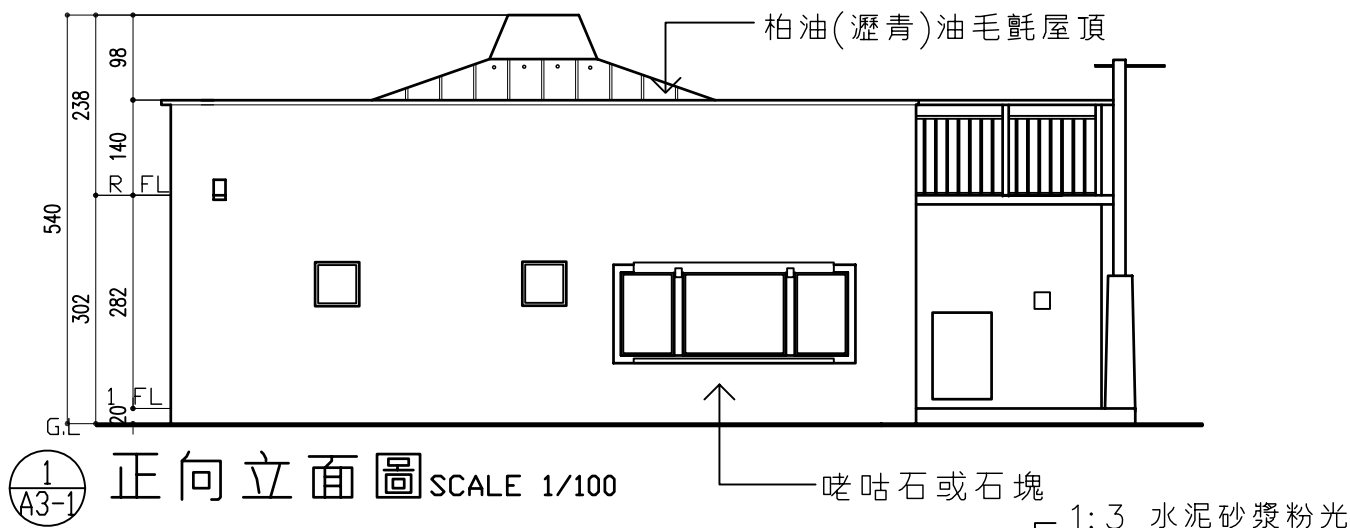 柏油(瀝青)油毛氈屋頂
98
238
140
R FL
540
302
282
1 FL
20
G.L
1
A3-1
正向立面圖 SCALE 1/100
咾咕石或石塊
1:3 水泥砂漿粉光